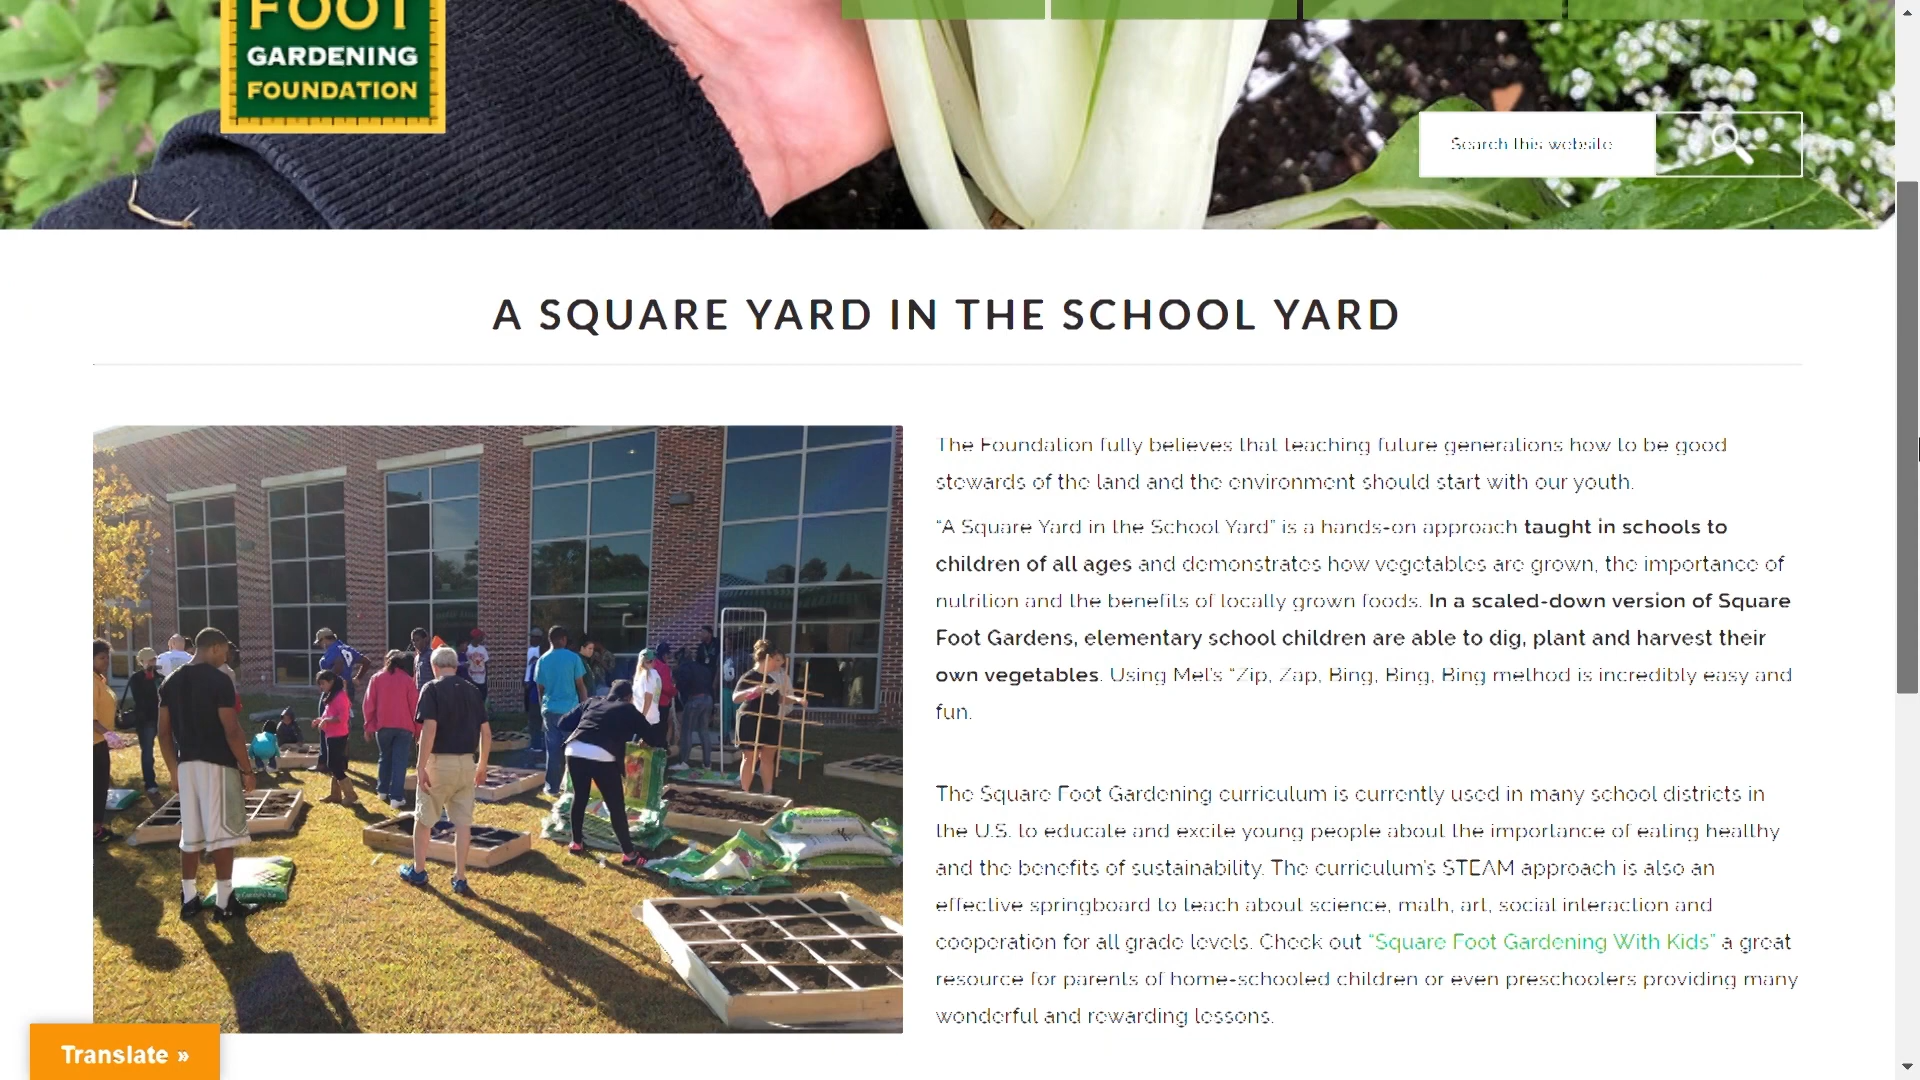 FOOT
GARDENING
FOUNDATION
Search this website
A SQUARE YARD IN THE SCHOOL YARD
The Foundation fully believes that teaching future generations how to be good
stewards of the land and the environment should start with our youth.
“A Square Yard in the School Yard” is a hands-on approach taught in schools to
children of all ages and demonstrates how vegetables are grown, the importance of
nutrition and the benefits of locally grown foods. In a scaled-down version of Square
Foot Gardens, elementary school children are able to dig, plant and harvest their
own vegetables. Using Mel’s “Zip, Zap, Bing, Bing, Bing method is incredibly easy and
fun.
The Square Foot Gardening curriculum is currently used in many school districts in
the U.S. to educate and excite young people about the importance of eating healthy
and the benefits of sustainability. The curriculum’s STEAM approach is also an
effective springboard to teach about science, math, art, social interaction and
cooperation for all grade levels. Check out “Square Foot Gardening With Kids” a great
resource for parents of home-schooled children or even preschoolers providing many
wonderful and rewarding lessons.
Translate »